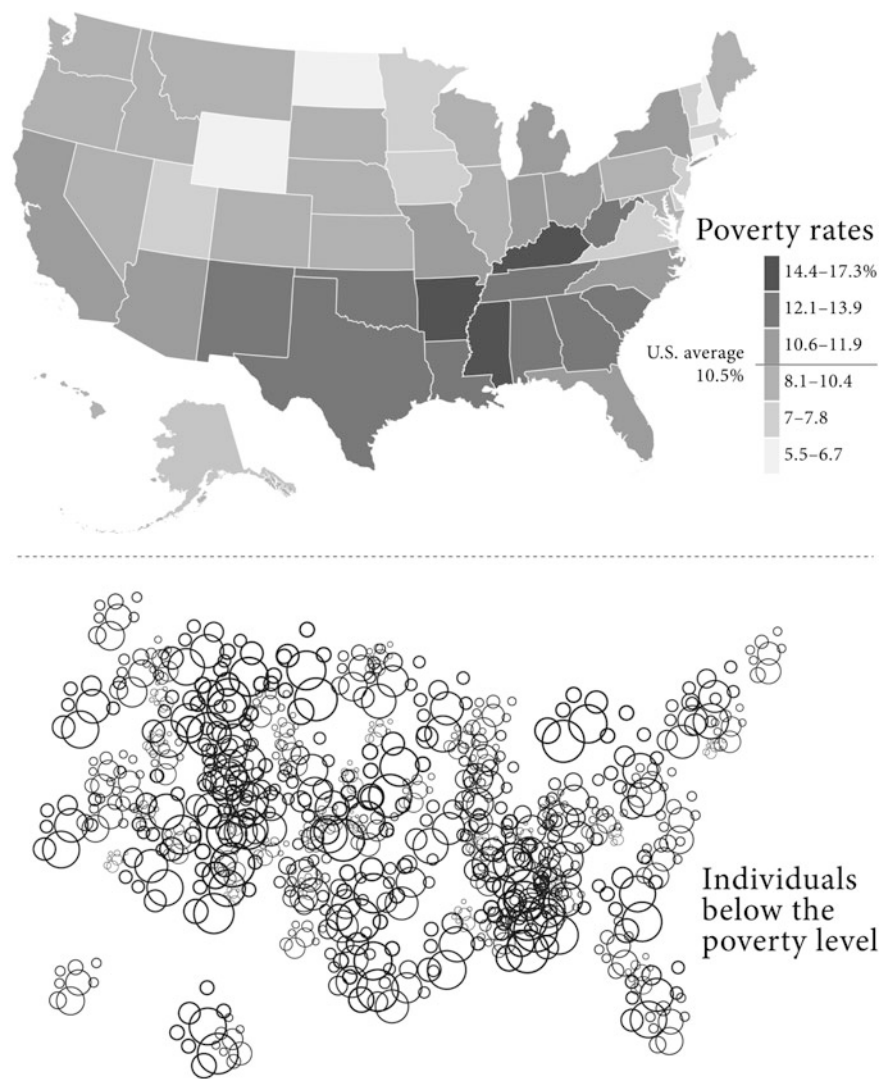 Poverty rates
14.4–17.3%
12.1–13.9
10.6–11.9
U.S. average
10.5%
8.1–10.4
7–7.8
5.5–6.7
Individuals
below the
poverty level